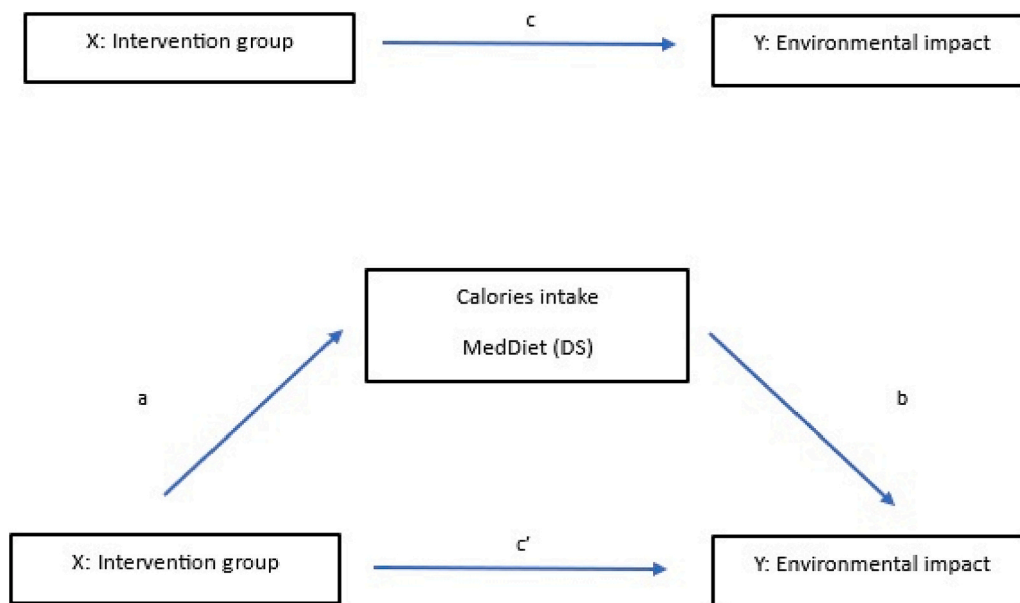 c
X: Intervention group
Y: Environmental impact
Calories intake
MedDiet (DS)
a
b
c'
X: Intervention group
Y: Environmental impact